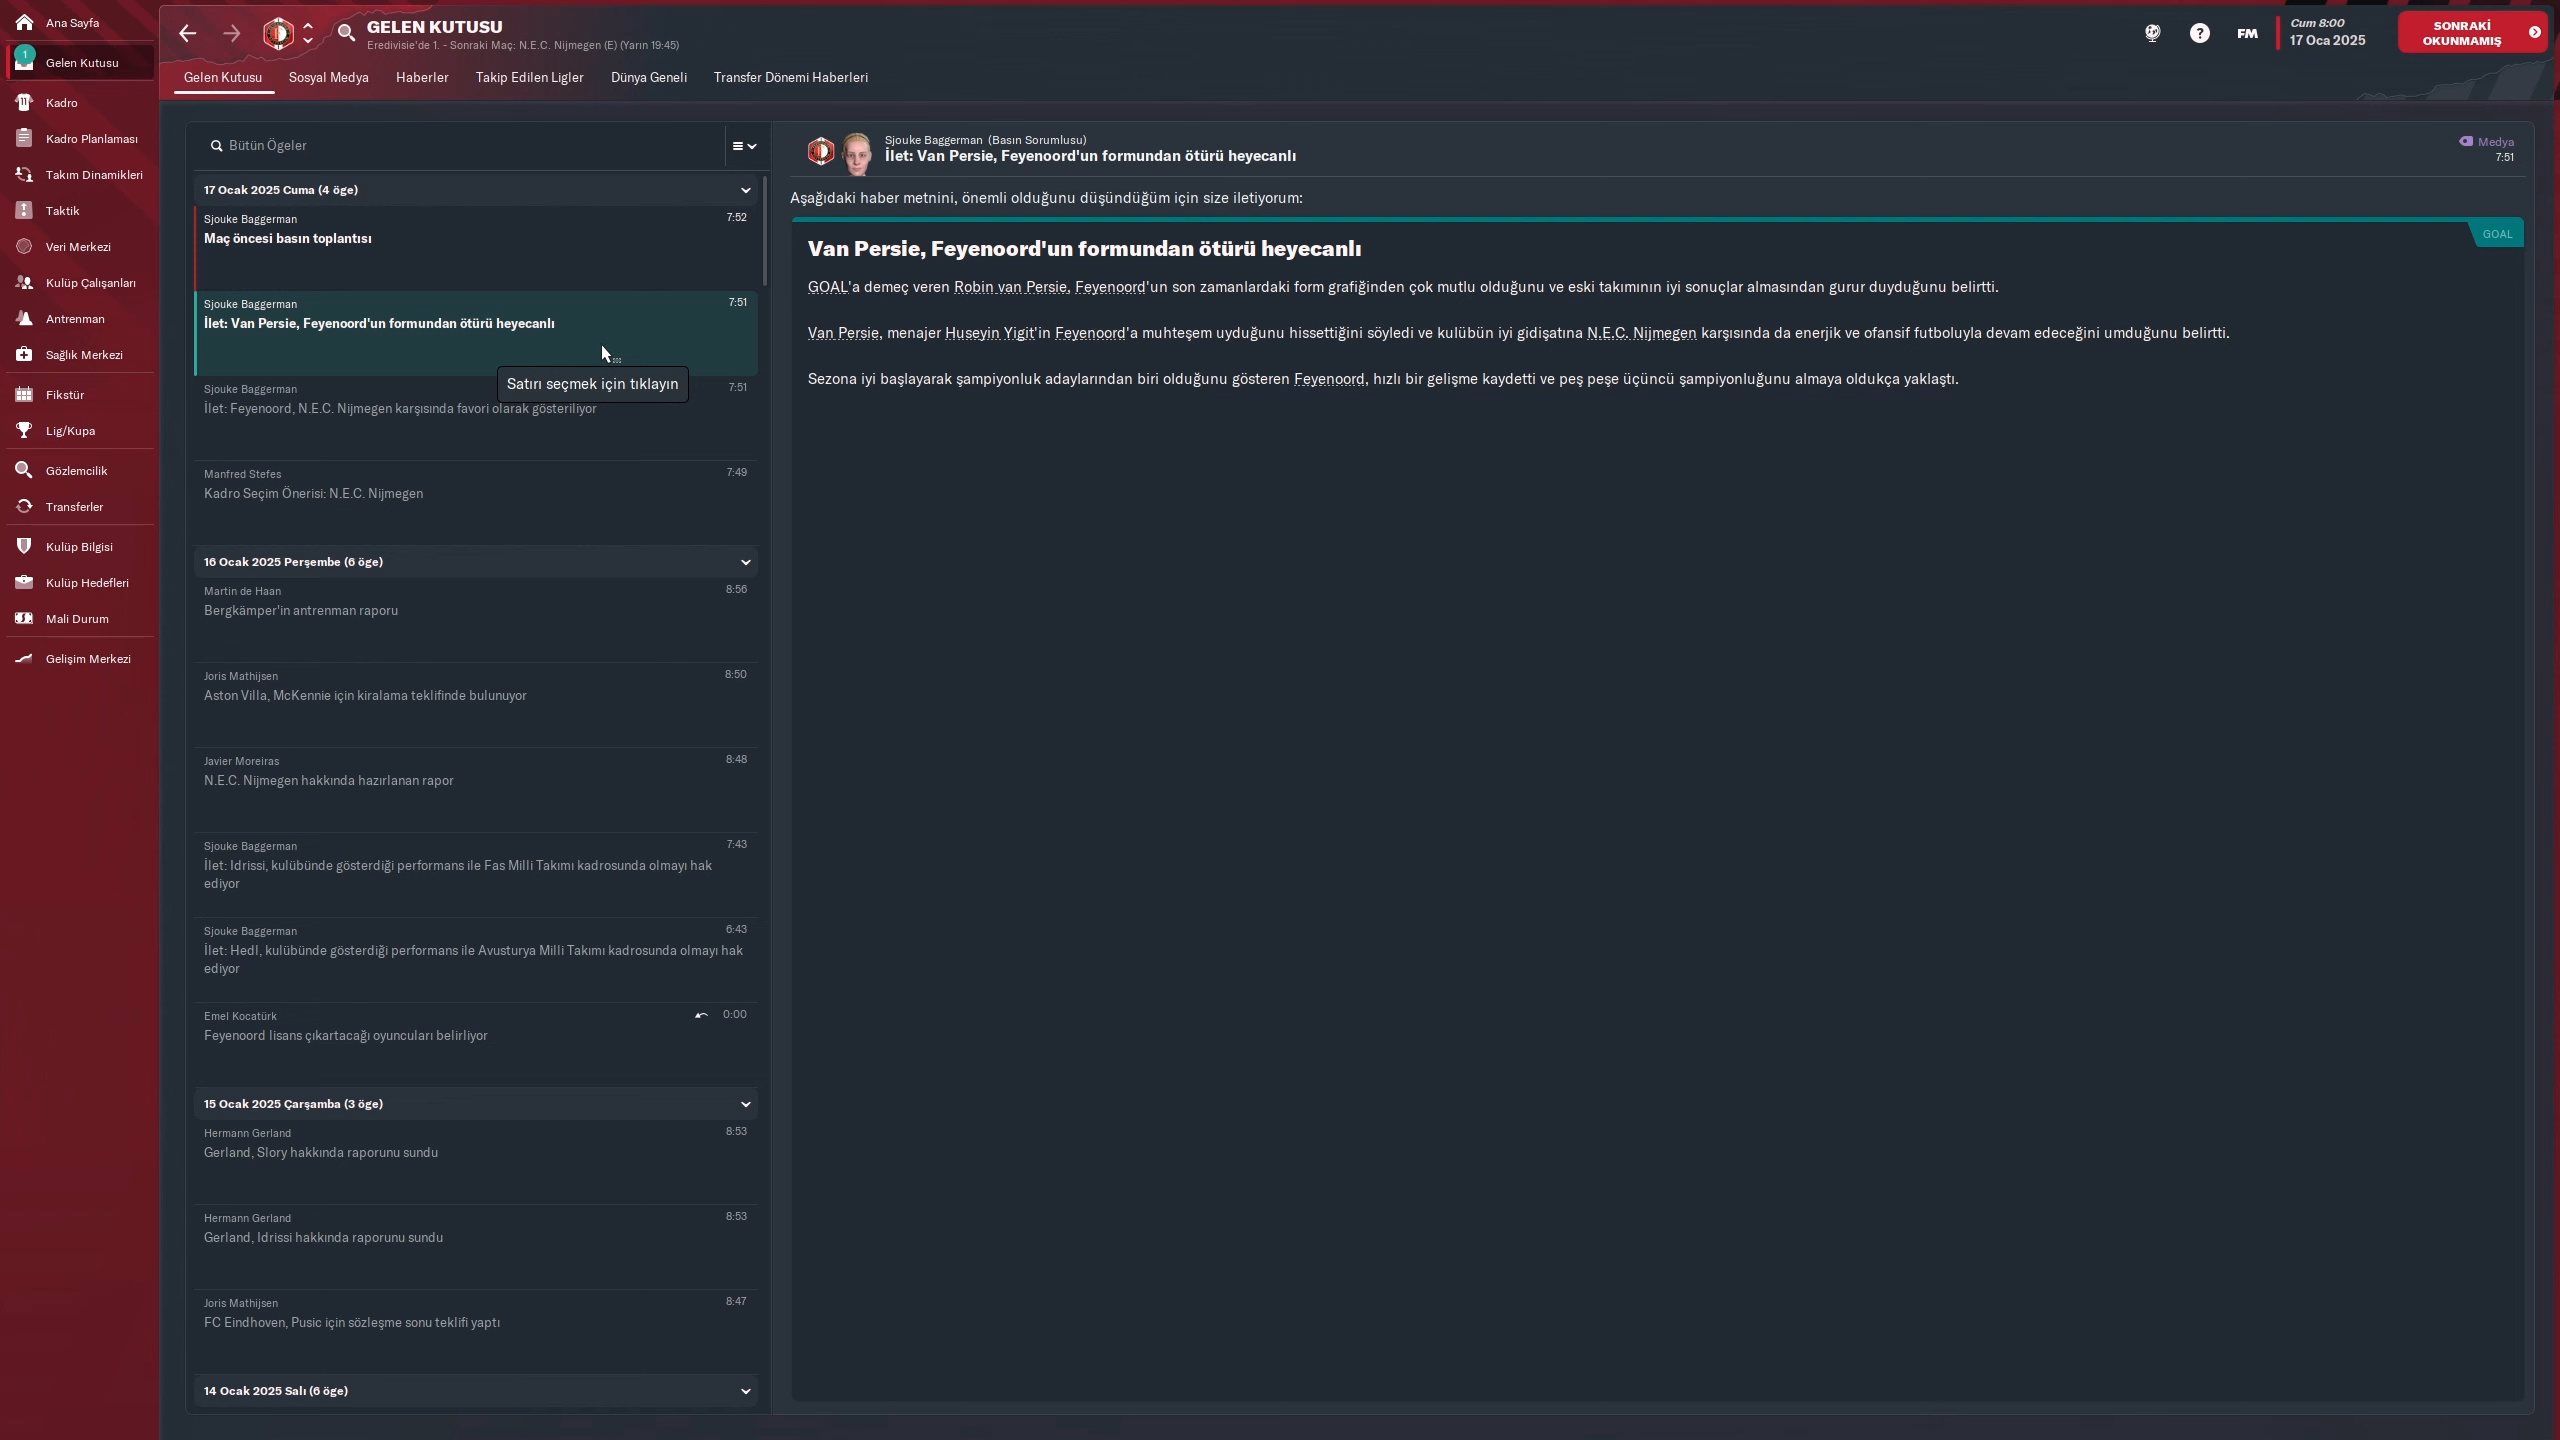 Ana Sayfa
1
Gelen Kutusu
Kadro
Kadro Planlaması
Takım Dinamikleri
Taktik
Veri Merkezi
Kulüp Çalışanları
Antrenman
Sağlık Merkezi
Fikstür
Lig/Kupa
Gözlemcilik
Transferler
Kulüp Bilgisi
Kulüp Hedefleri
Mali Durum
Gelişim Merkezi
GELEN KUTUSU
Eredivisie'de 1. - Sonraki Maç: N.E.C. Nijmegen (E) (Yarın 19:45)
FM
Cum 8:00
17 Oca 2025
SONRAKİ
OKUNMAMIŞ
Gelen Kutusu Sosyal Medya Haberler Takip Edilen Ligler Dünya Geneli Transfer Dönemi Haberleri
Bütün Ögeler
17 Ocak 2025 Cuma (4 öge)
Sjouke Baggerman 7:52
Maç öncesi basın toplantısı
Sjouke Baggerman 7:51
İlet: Van Persie, Feyenoord'un formundan ötürü heyecanlı
Satırı seçmek için tıklayın
Sjouke Baggerman 7:51
İlet: Feyenoord, N.E.C. Nijmegen karşısında favori olarak gösteriliyor
Manfred Stefes 7:49
Kadro Seçim Önerisi: N.E.C. Nijmegen
16 Ocak 2025 Perşembe (6 öge)
Martin de Haan 8:56
Bergkämper'in antrenman raporu
Joris Mathijsen 8:50
Aston Villa, McKennie için kiralama teklifinde bulunuyor
Javier Moreiras 8:48
N.E.C. Nijmegen hakkında hazırlanan rapor
Sjouke Baggerman 7:43
İlet: Idrissi, kulübünde gösterdiği performans ile Fas Milli Takımı kadrosunda olmayı hak
ediyor
Sjouke Baggerman 6:43
İlet: Hedl, kulübünde gösterdiği performans ile Avusturya Milli Takımı kadrosunda olmayı hak
ediyor
Emel Kocatürk 0:00
Feyenoord lisans çıkartacağı oyuncuları belirliyor
15 Ocak 2025 Çarşamba (3 öge)
Hermann Gerland 8:53
Gerland, Slory hakkında raporunu sundu
Hermann Gerland 8:53
Gerland, Idrissi hakkında raporunu sundu
Joris Mathijsen 8:47
FC Eindhoven, Pusic için sözleşme sonu teklifi yaptı
14 Ocak 2025 Salı (6 öge)
Sjouke Baggerman (Basın Sorumlusu)
İlet: Van Persie, Feyenoord'un formundan ötürü heyecanlı
Medya
7:51
Aşağıdaki haber metnini, önemli olduğunu düşündüğüm için size iletiyorum:
GOAL
Van Persie, Feyenoord'un formundan ötürü heyecanlı
GOAL'a demeç veren Robin van Persie, Feyenoord'un son zamanlardaki form grafiğinden çok mutlu olduğunu ve eski takımının iyi sonuçlar almasından gurur duyduğunu belirtti.
Van Persie, menajer Huseyin Yigit'in Feyenoord'a muhteşem uyduğunu hissettiğini söyledi ve kulübün iyi gidişatına N.E.C. Nijmegen karşısında da enerjik ve ofansif futboluyla devam edeceğini umduğunu belirtti.
Sezona iyi başlayarak şampiyonluk adaylarından biri olduğunu gösteren Feyenoord, hızlı bir gelişme kaydetti ve peş peşe üçüncü şampiyonluğunu almaya oldukça yaklaştı.